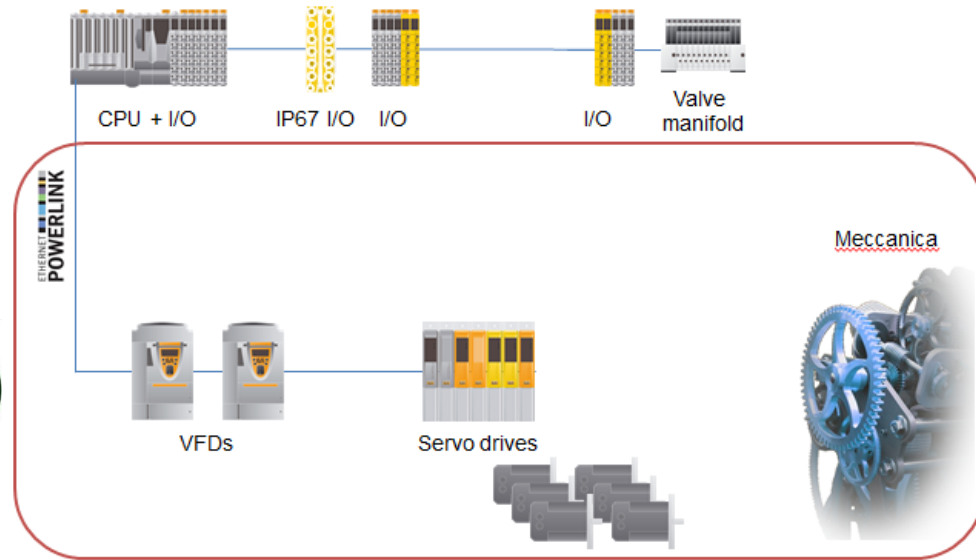 CPU + I/O
IP67 I/O
I/O
I/O
Valve
manifold
ETHERNET
POWERLINK
Meccanica
VFDs
Servo drives